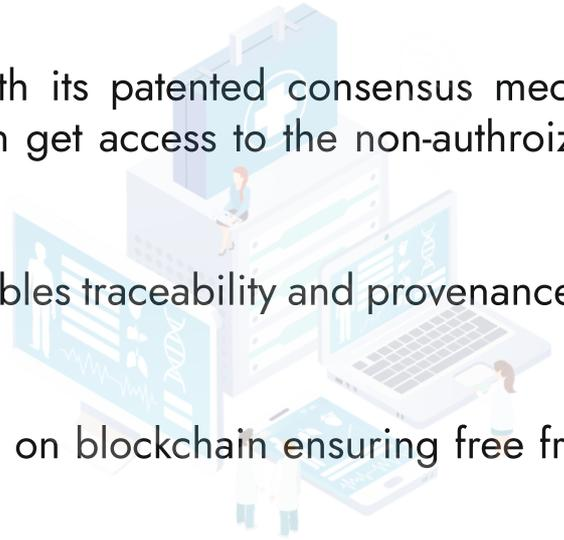 th its patented consensus mec
n get access to the non-authroiz
bles traceability and provenance
on blockchain ensuring free fr